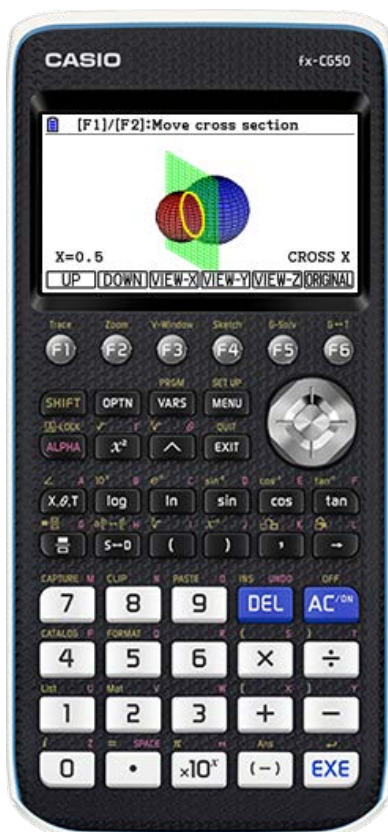 CASIO fx-CG50
[F1]/[F2]:Move cross section
X=0.5 CROSS X
UP DOWN VIEW-X VIEW-Y VIEW-Z ORIGINAL
Trace Zoom V-Window Sketch G-Solv G↔T
F1 F2 F3 F4 F5 F6
PRGM SET UP
SHIFT OPTN VARS MENU
A-LOCK QUIT
ALPHA x² ^ EXIT
X,θ,T log ln sin cos tan
S↔D ( ) , →
CAPTURE M CLIP N PASTE O INS UNDO OFF
7 8 9 DEL AC/ON
CATALOG P FORMAT Q R { S } T
4 5 6 × ÷
List U Mat V W [ X ] Y
1 2 3 + −
i Z = SPACE π Ans
0 • ×10ˣ (−) EXE